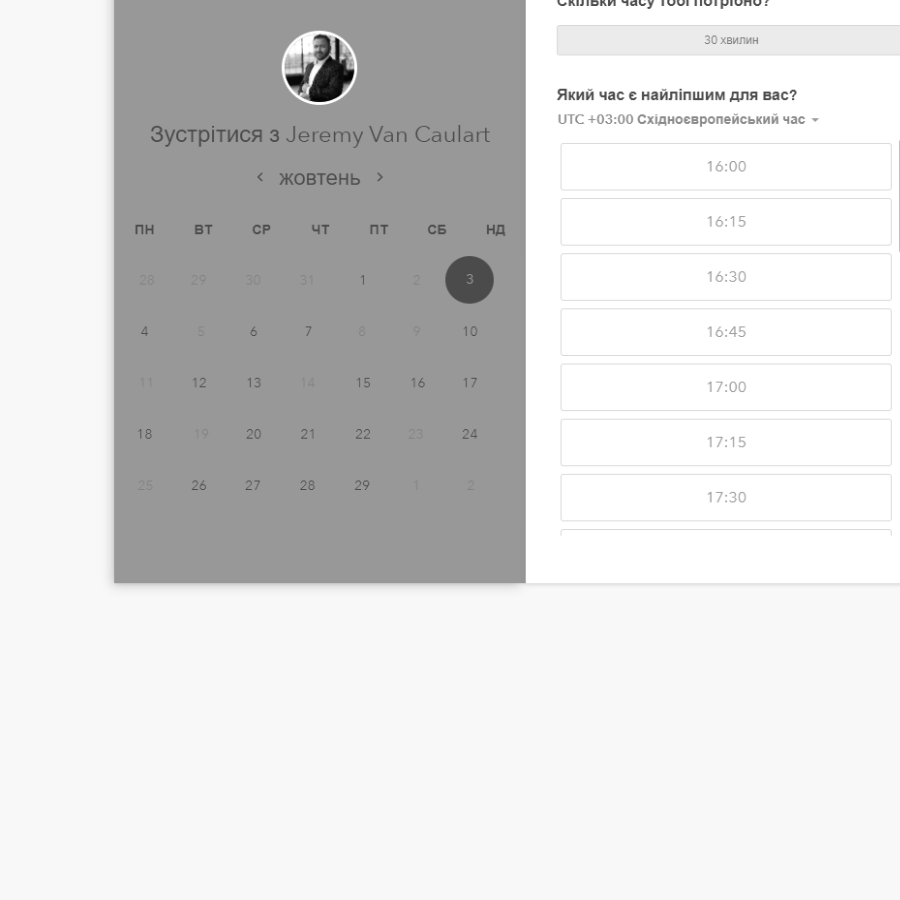 Зустрітися з Jeremy Van Caulart
‹ жовтень ›
ПН ВТ СР ЧТ ПТ СБ НД
28 29 30 31 1 2 3
4 5 6 7 8 9 10
11 12 13 14 15 16 17
18 19 20 21 22 23 24
25 26 27 28 29 1 2
Скільки часу тобі потрібно?
30 хвилин
Який час є найліпшим для вас?
UTC +03:00 Східноєвропейський час
16:00
16:15
16:30
16:45
17:00
17:15
17:30